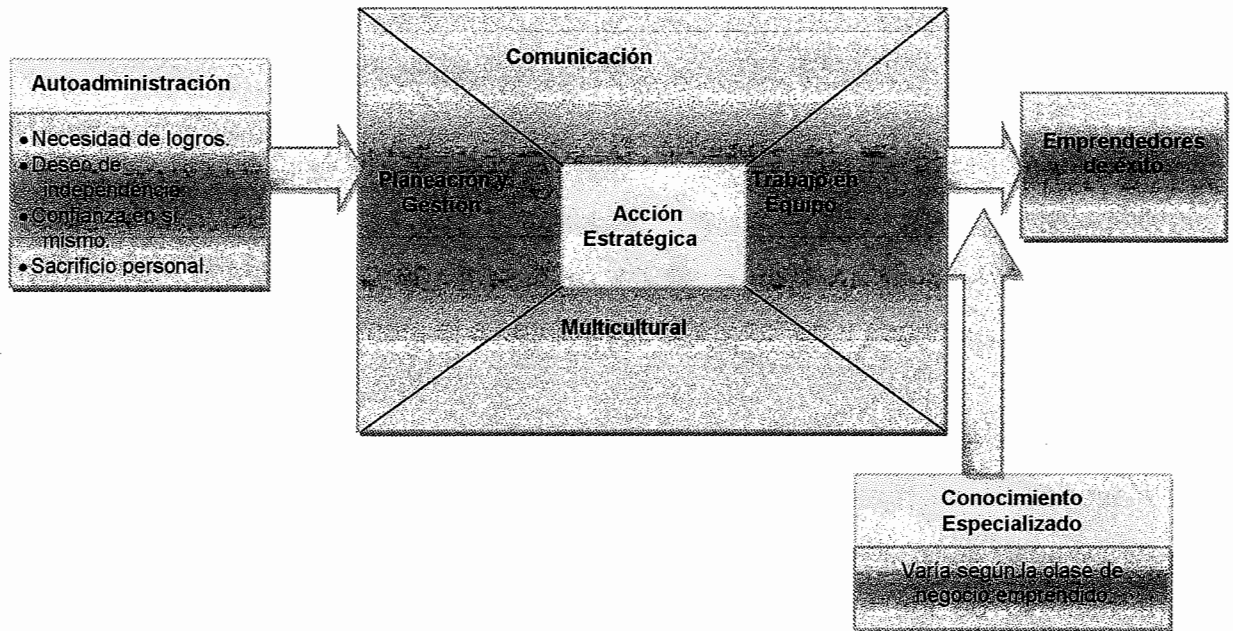 Autoadministración
• Necesidad de logros.
• Deseo de
independencia.
• Confianza en sí
mismo.
• Sacrificio personal.
Comunicación
Planeación y
Gestión
Acción
Estratégica
Trabajo en
Equipo
Multicultural
Emprendedores
de éxito
Conocimiento
Especializado
Varía según la clase de
negocio emprendido.